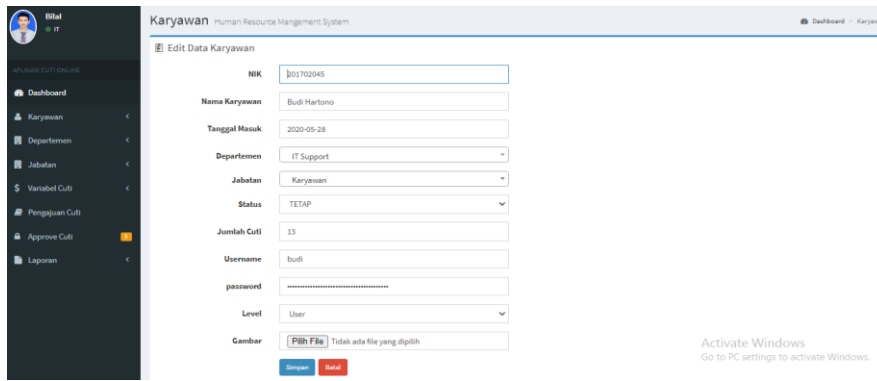 Bilal
IT
APLIKASI CUTI ONLINE
Dashboard
Karyawan
Departemen
Jabatan
$ Variabel Cuti
Pengajuan Cuti
Approve Cuti
Laporan
Karyawan Human Resource Mangement System
Dashboard > Karyaw
Edit Data Karyawan
NIK 201702045
Nama Karyawan Budi Hartono
Tanggal Masuk 2020-05-28
Departemen IT Support
Jabatan Karyawan
Status TETAP
Jumlah Cuti 13
Username budi
password
Level User
Gambar Pilih File Tidak ada file yang dipilih
Simpan Batal
Activate Windows
Go to PC settings to activate Windows.